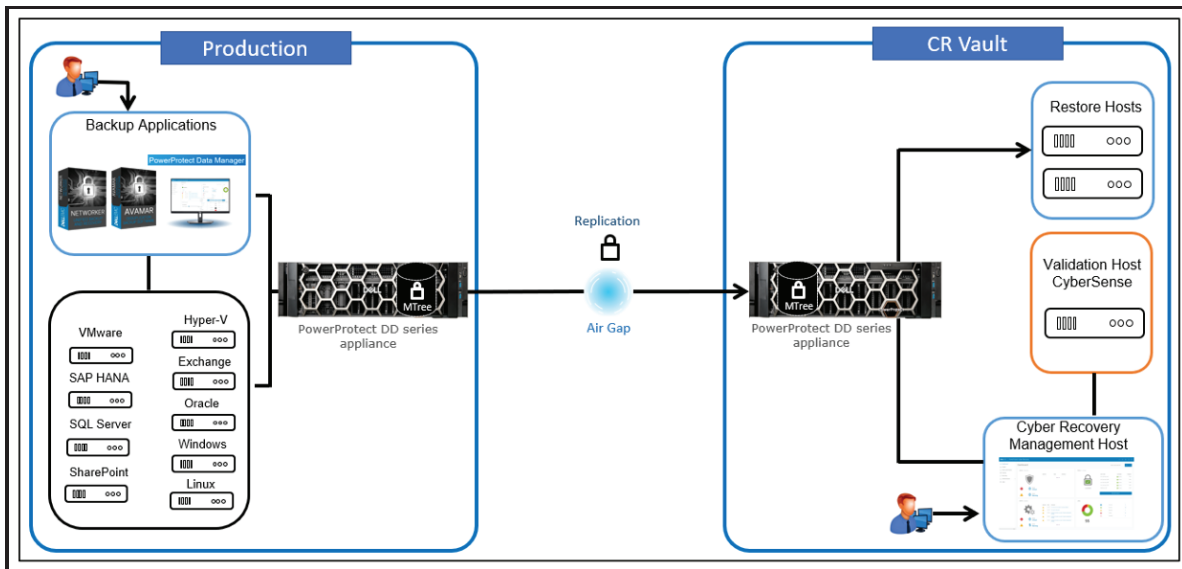 Production
Backup Applications
PowerProtect Data Manager
NETWORKER
AVAMAR
VMware
SAP HANA
SQL Server
SharePoint
Hyper-V
Exchange
Oracle
Windows
Linux
DELL
MTree
PowerProtect DD series
appliance
Replication
Air Gap
CR Vault
MTree
DELL
PowerProtect DD series
appliance
Restore Hosts
Validation Host
CyberSense
Cyber Recovery
Management Host